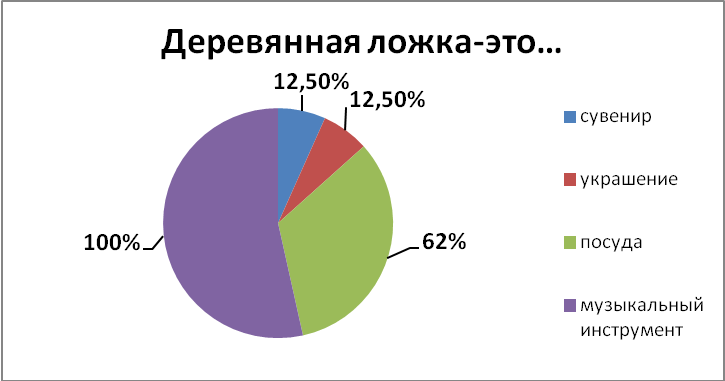 Деревянная ложка-это...
12,50%
12,50%
сувенир
украшение
100%
62%
посуда
музыкальный
инструмент